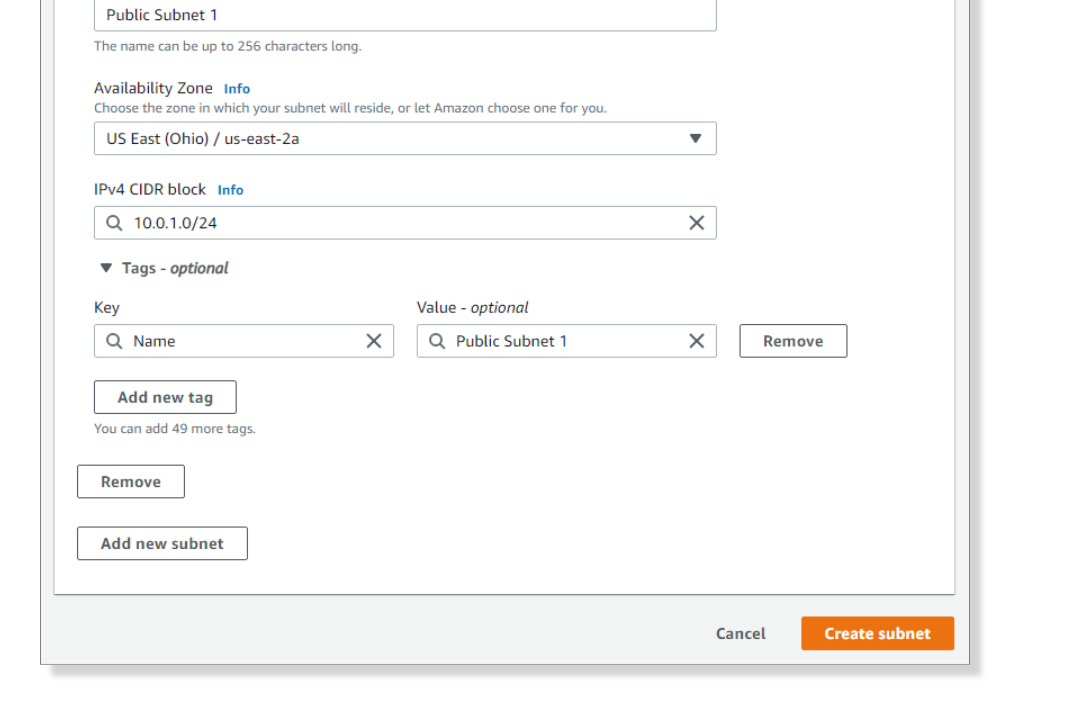 Public Subnet 1
The name can be up to 256 characters long.
Availability Zone Info
Choose the zone in which your subnet will reside, or let Amazon choose one for you.
US East (Ohio) / us-east-2a
IPv4 CIDR block Info
10.0.1.0/24
Tags - optional
Key Value - optional
Name Public Subnet 1 Remove
Add new tag
You can add 49 more tags.
Remove
Add new subnet
Cancel Create subnet